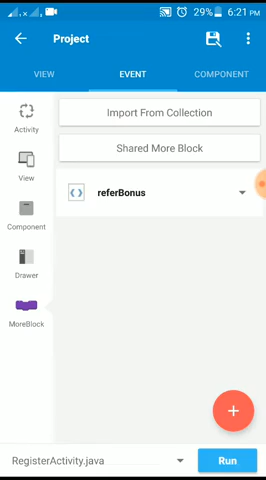 29% 6:21 PM
Project
VIEW EVENT COMPONENT
Import From Collection
Activity
Shared More Block
View
referBonus
Component
Drawer
MoreBlock
+
RegisterActivity.java Run